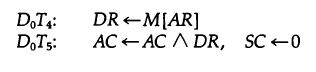 D₀T₄: DR ← M[AR]
D₀T₅: AC ← AC ∧ DR, SC ← 0